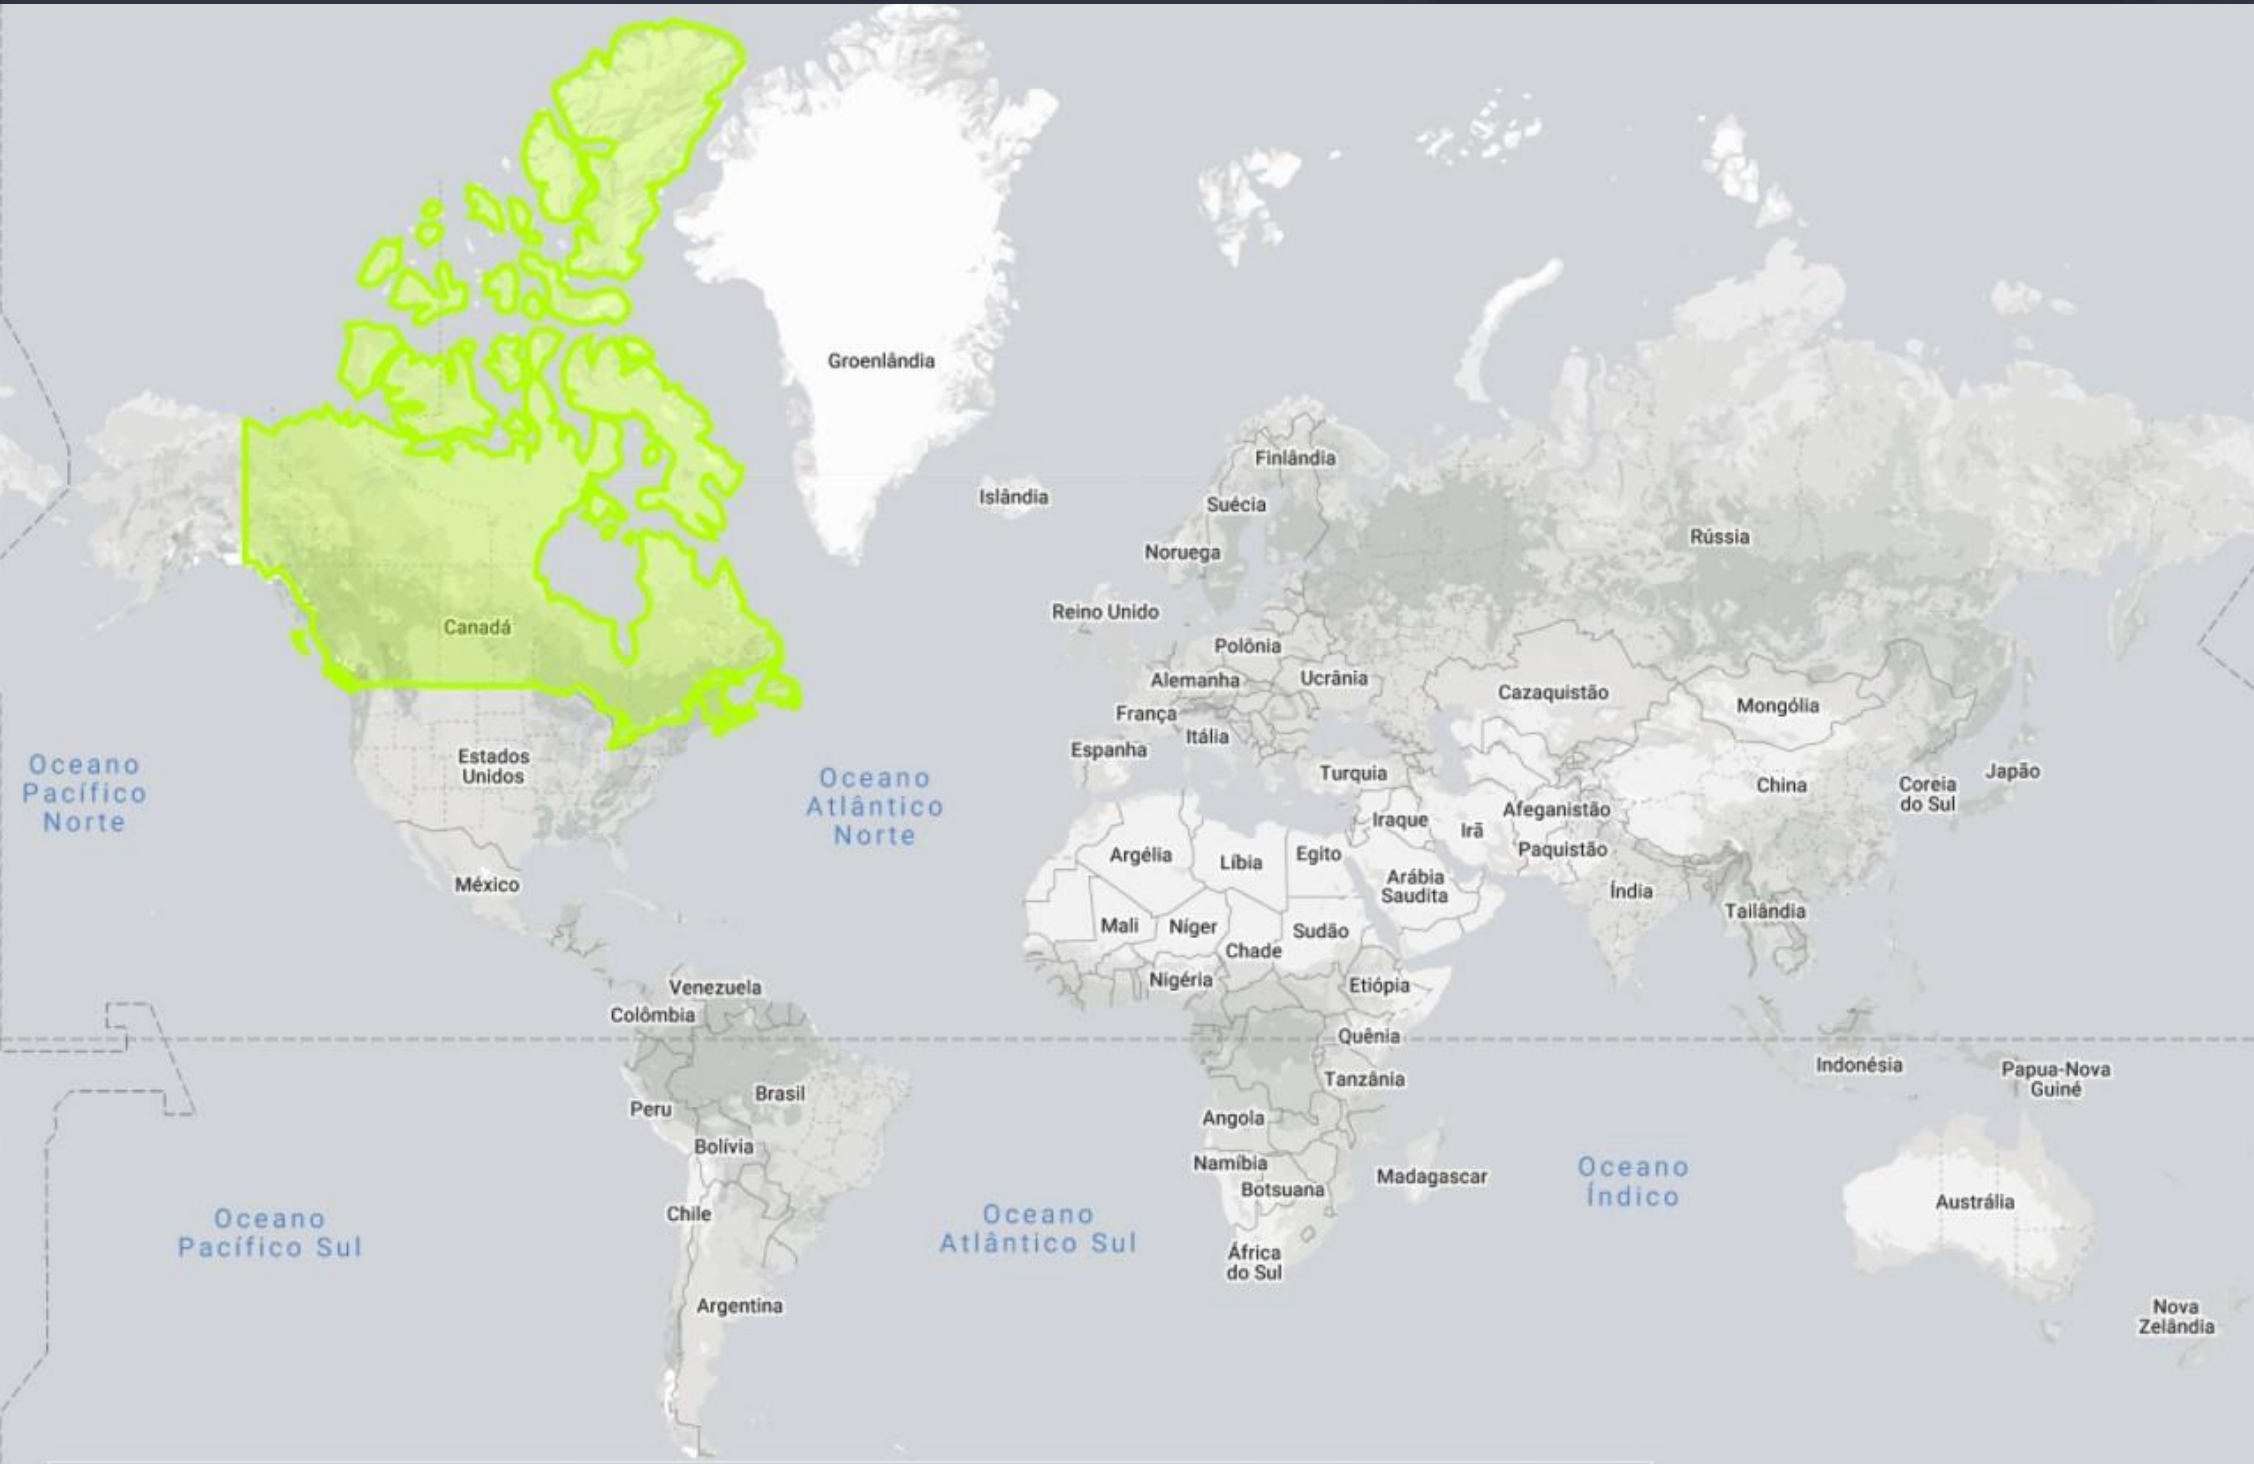 Groenlândia
Finlândia
Islândia
Suécia
Rússia
Noruega
Reino Unido
Canadá
Polônia
Alemanha
Ucrânia
Cazaquistão
Mongólia
França
Itália
Espanha
Estados
Unidos
Turquia
Japão
China
Coreia
do Sul
Oceano
Pacífico
Norte
Oceano
Atlântico
Norte
Afeganistão
Iraque
Irã
Paquistão
Argélia
Líbia
Egito
Arábia
Saudita
México
Índia
Tailândia
Mali
Níger
Sudão
Chade
Nigéria
Etiópia
Venezuela
Colômbia
Quênia
Indonésia
Papua-Nova
Guiné
Tanzânia
Brasil
Peru
Angola
Bolívia
Namíbia
Botsuana
Madagascar
Oceano
Índico
Austrália
Chile
Oceano
Pacífico Sul
Oceano
Atlântico Sul
África
do Sul
Argentina
Nova
Zelândia